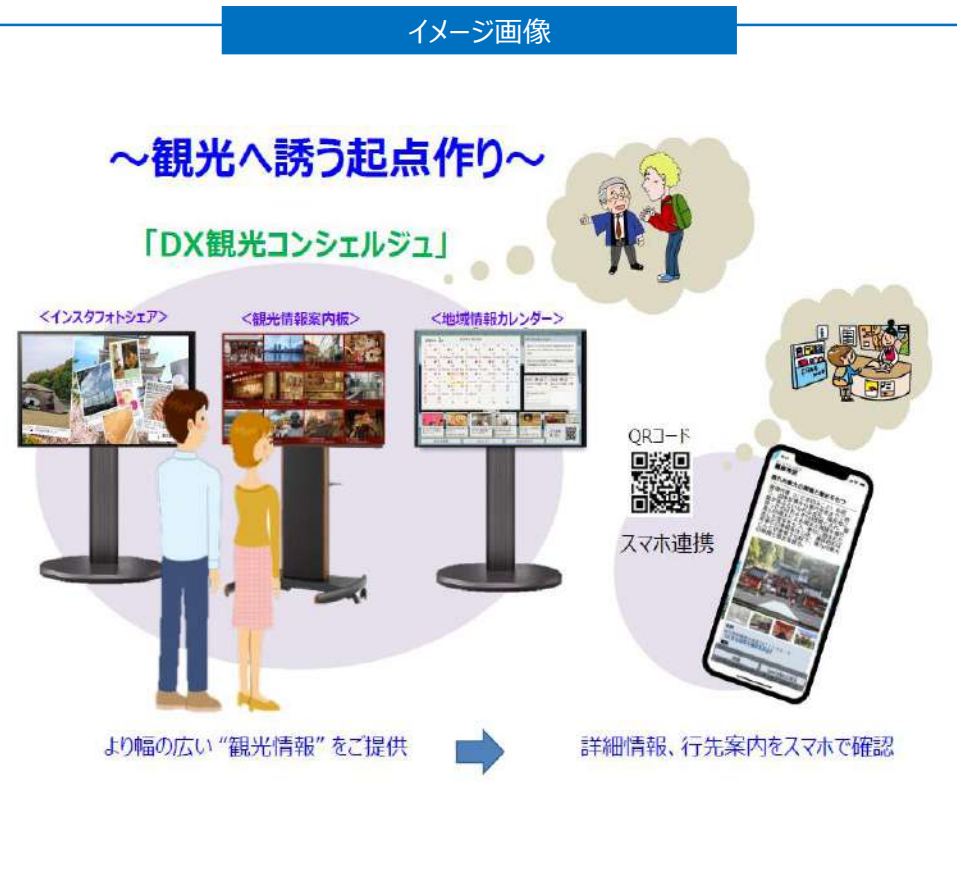 イメージ画像
～観光へ誘う起点作り～
「DX観光コンシェルジュ」
＜インスタフォトシェア＞
＜観光情報案内板＞
＜地域情報カレンダー＞
QRコード
スマホ連携
より幅の広い“観光情報”をご提供
詳細情報、行先案内をスマホで確認